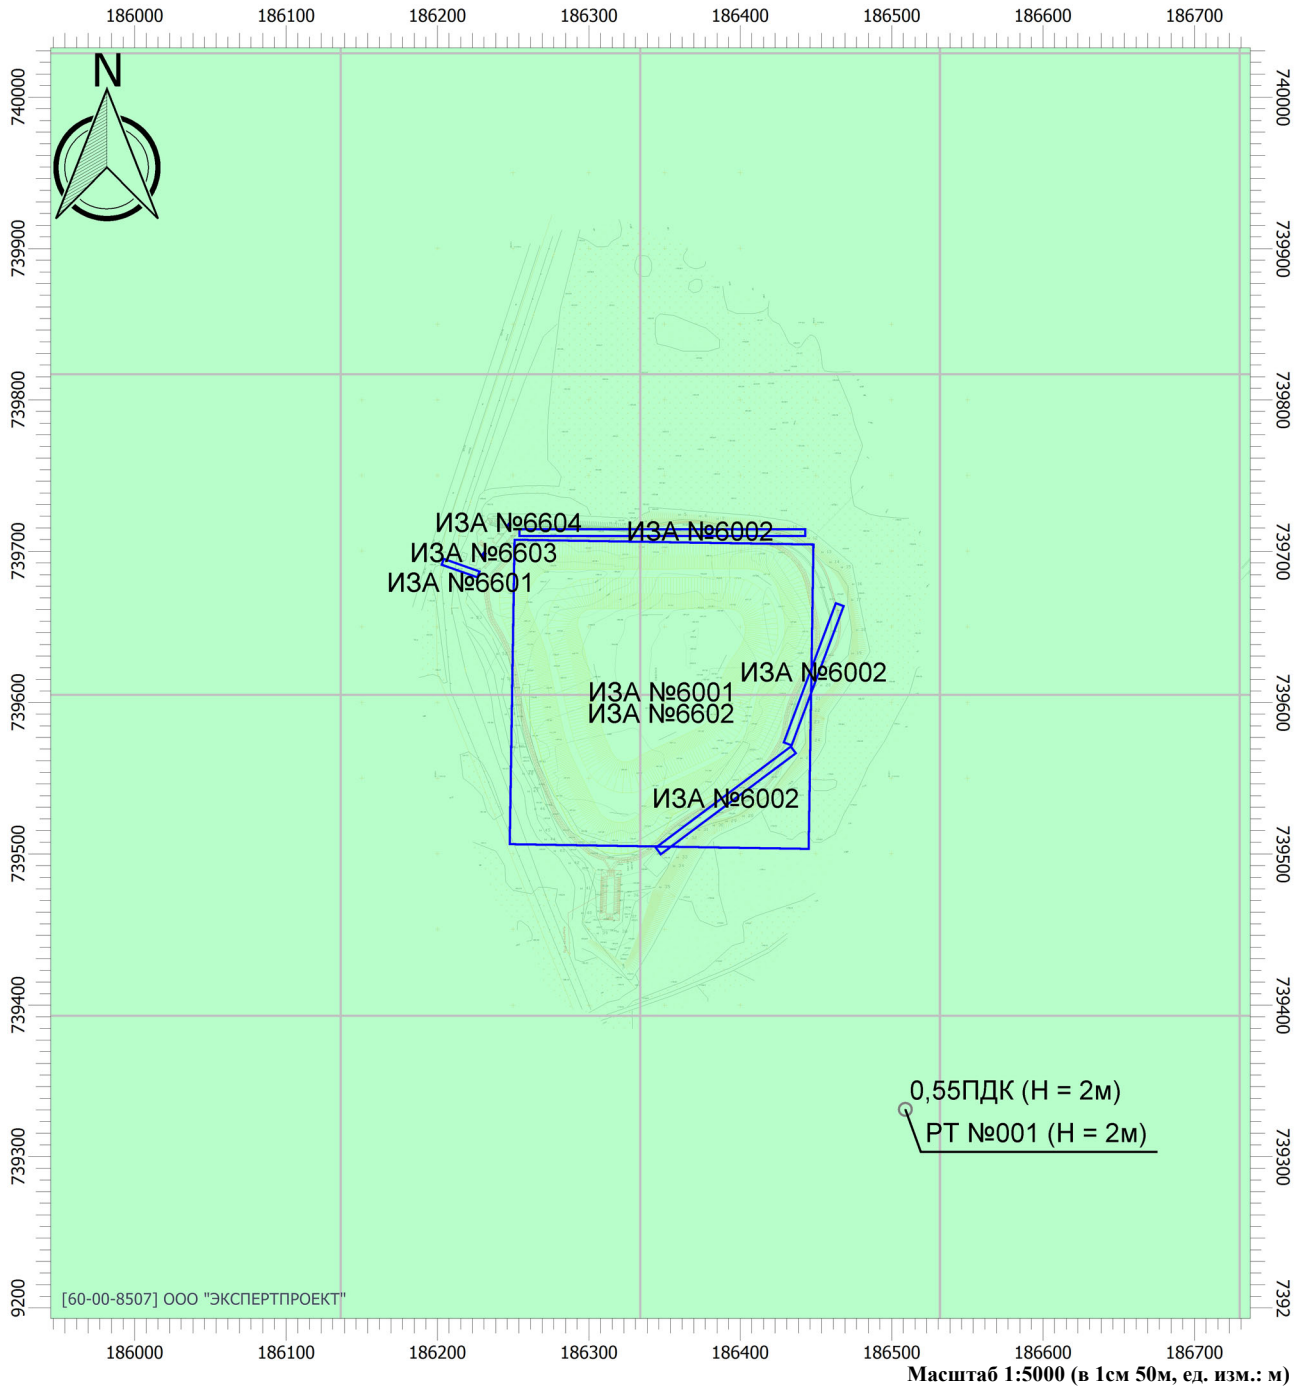 186000 186100 186200 186300 186400 186500 186600 186700
N
740000 740000
739900 739900
739800 739800
ИЗА №6604
ИЗА №6002
739700 739700
ИЗА №6603
ИЗА №6601
ИЗА №6002
ИЗА №6001
739600 739600
ИЗА №6602
ИЗА №6002
739500 739500
739400 739400
0,55ПДК (Н = 2м)
РТ №001 (Н = 2м)
739300 739300
[60-00-8507] ООО "ЭКСПЕРТПРОЕКТ"
9200 7392
186000 186100 186200 186300 186400 186500 186600 186700
Масштаб 1:5000 (в 1см 50м, ед. изм.: м)